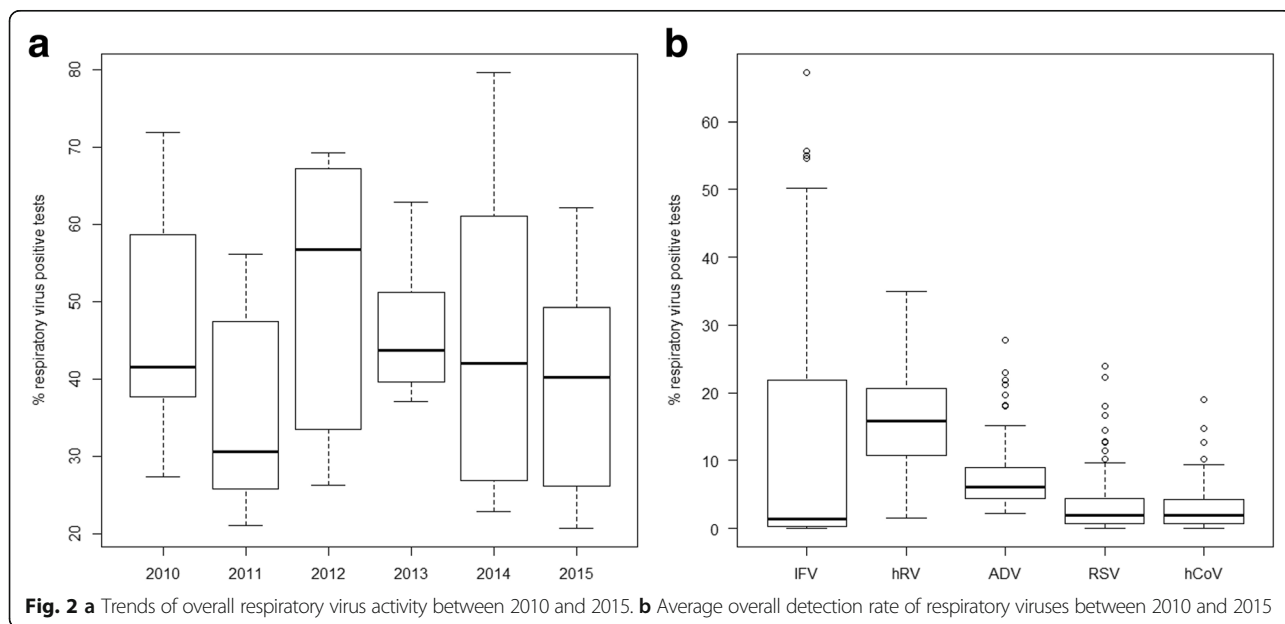 a
% respiratory virus positive tests
80
70
60
50
40
30
20
2010 2011 2012 2013 2014 2015
b
% respiratory virus positive tests
60
50
40
30
20
10
0
IFV hRV ADV RSV hCoV
Fig. 2 a Trends of overall respiratory virus activity between 2010 and 2015. b Average overall detection rate of respiratory viruses between 2010 and 2015